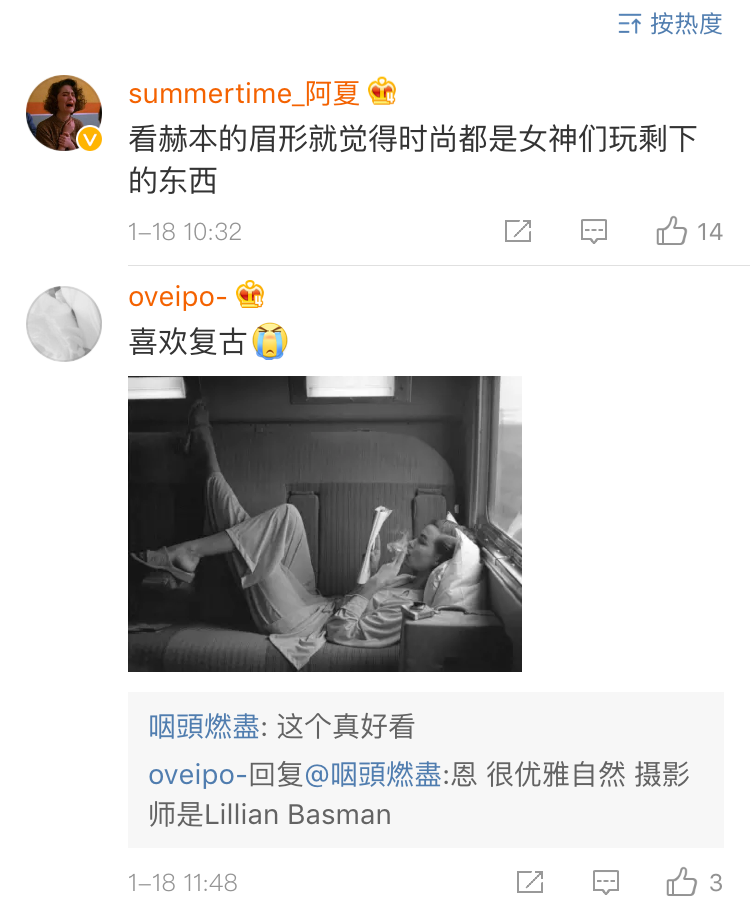 按热度
summertime_阿夏
看赫本的眉形就觉得时尚都是女神们玩剩下
的东西
1-18 10:32
14
oveipo-
喜欢复古
咽頭燃盡: 这个真好看
oveipo-回复@咽頭燃盡:恩 很优雅自然 摄影
师是Lillian Basman
1-18 11:48
3